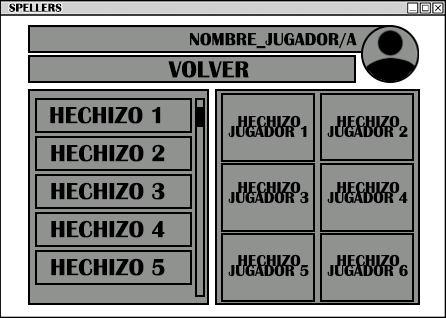 SPELLERS
NOMBRE_JUGADOR/A
VOLVER
HECHIZO 1
HECHIZO 2
HECHIZO 3
HECHIZO 4
HECHIZO 5
HECHIZO
JUGADOR 1
HECHIZO
JUGADOR 2
HECHIZO
JUGADOR 3
HECHIZO
JUGADOR 4
HECHIZO
JUGADOR 5
HECHIZO
JUGADOR 6